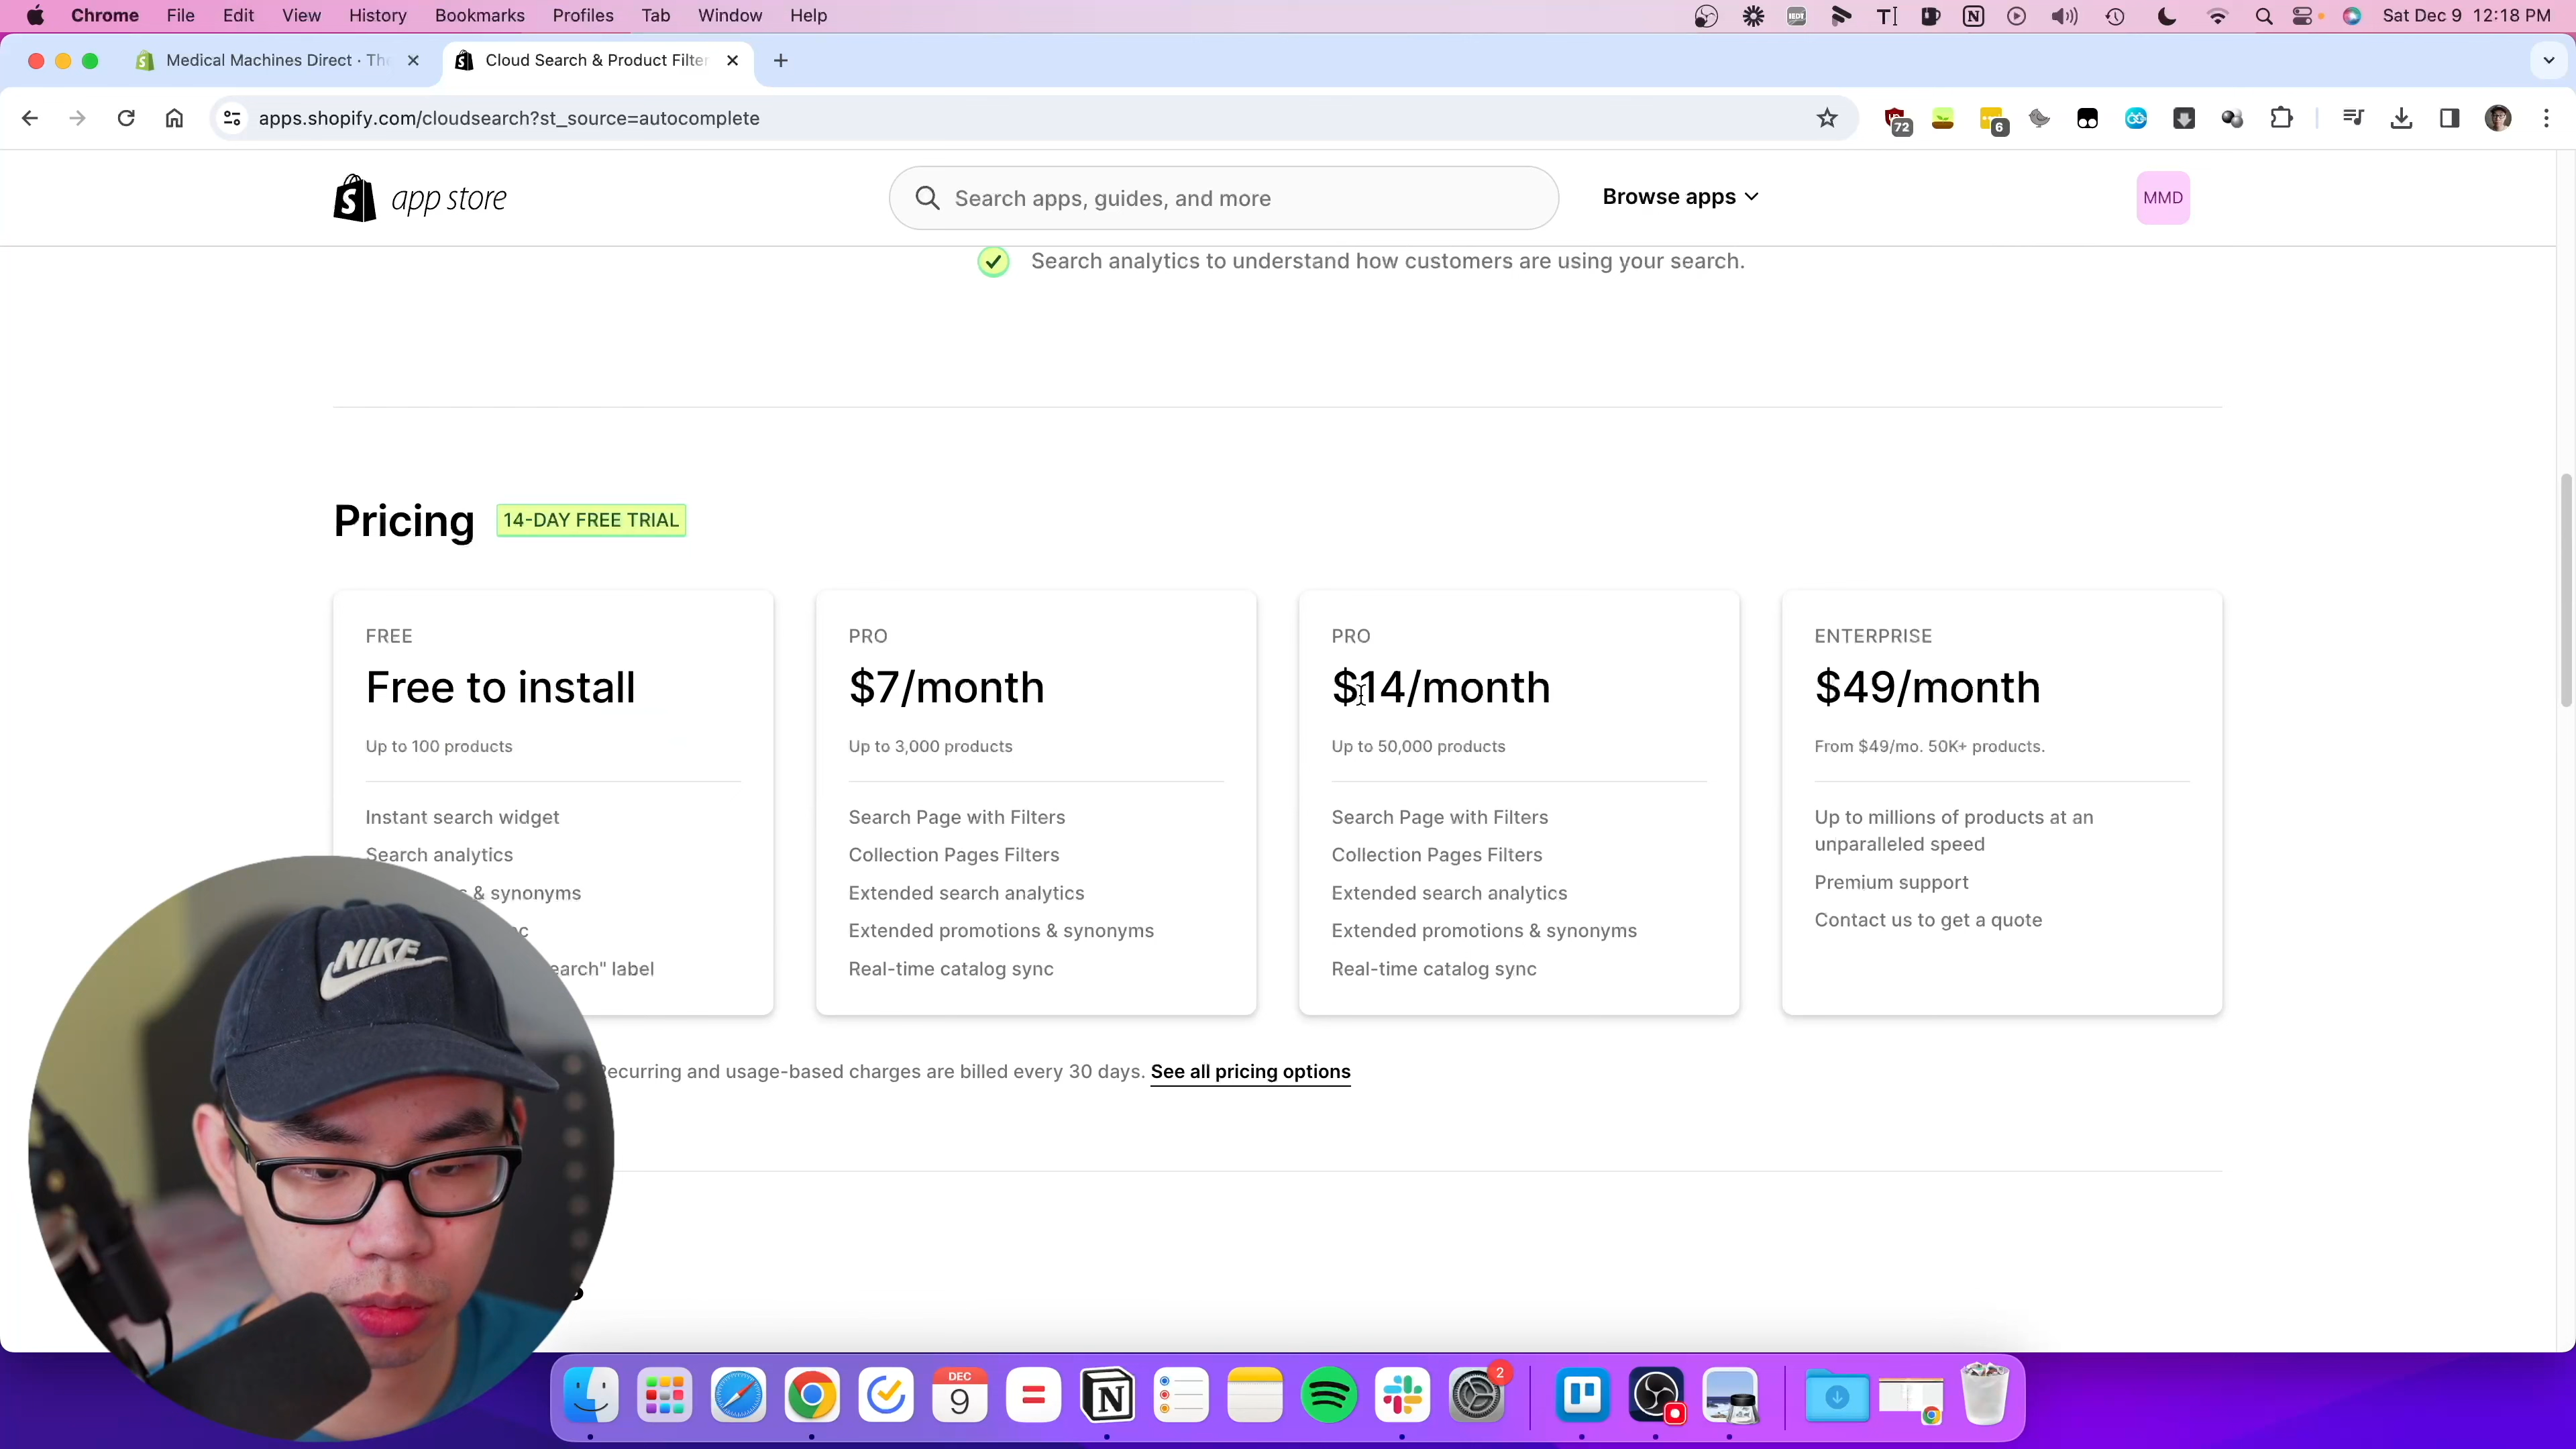 Chrome File Edit View History Bookmarks Profiles Tab Window Help Sat Dec 9 12:18 PM
Medical Machines Direct · Th
Cloud Search & Product Filter
apps.shopify.com/cloudsearch?st_source=autocomplete
72
6
app store
Search apps, guides, and more
Browse apps
MMD
Search analytics to understand how customers are using your search.
Pricing
14-DAY FREE TRIAL
FREE
Free to install
Up to 100 products
Instant search widget
Search analytics
& synonyms
earch" label
PRO
$7/month
Up to 3,000 products
Search Page with Filters
Collection Pages Filters
Extended search analytics
Extended promotions & synonyms
Real-time catalog sync
PRO
$14/month
Up to 50,000 products
Search Page with Filters
Collection Pages Filters
Extended search analytics
Extended promotions & synonyms
Real-time catalog sync
ENTERPRISE
$49/month
From $49/mo. 50K+ products.
Up to millions of products at an
unparalleled speed
Premium support
Contact us to get a quote
Recurring and usage-based charges are billed every 30 days. See all pricing options
NIKE
DEC
9
2